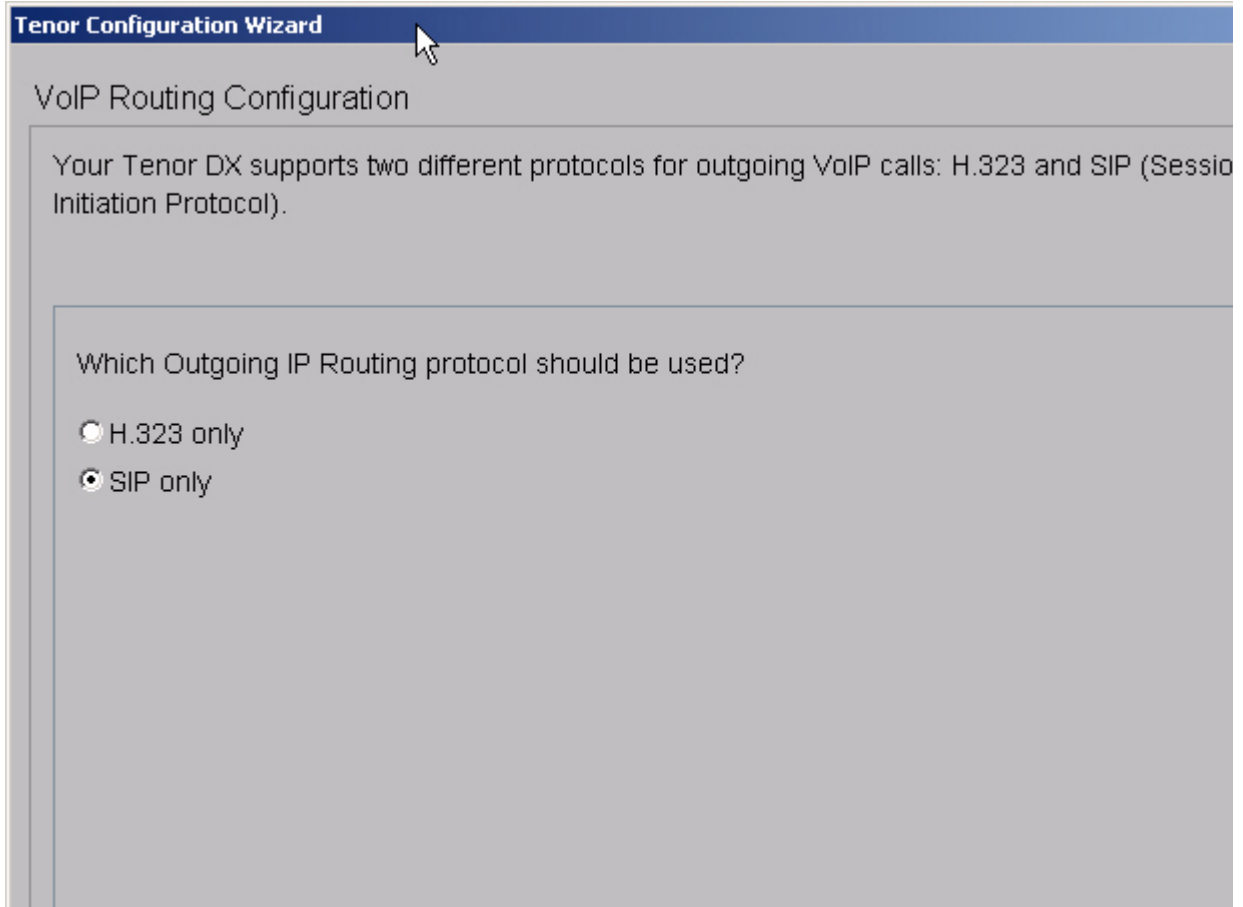 Tenor Configuration Wizard
VoIP Routing Configuration
Your Tenor DX supports two different protocols for outgoing VoIP calls: H.323 and SIP (Sessio
Initiation Protocol).
Which Outgoing IP Routing protocol should be used?
H.323 only
SIP only